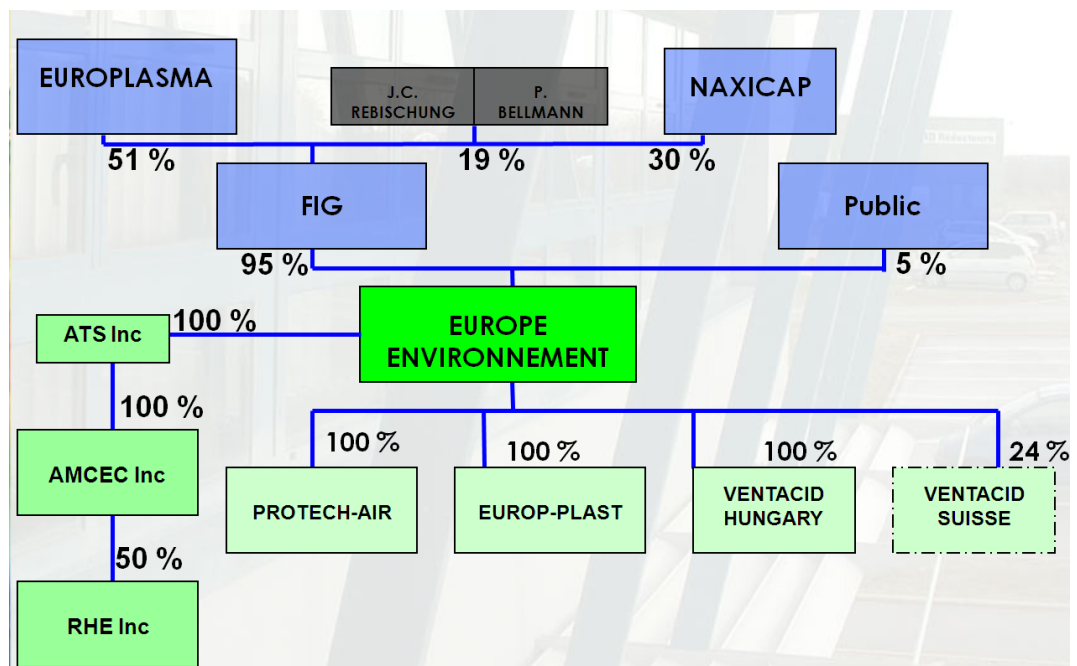 EUROPLASMA
J.C.
REBISCHUNG
P.
BELLMANN
NAXICAP
51 %
19 %
30 %
FIG
Public
95 %
5 %
EUROPE
ENVIRONNEMENT
ATS Inc
100 %
100 %
AMCEC Inc
50 %
RHE Inc
100 %
100 %
100 %
24 %
PROTECH-AIR
EUROP-PLAST
VENTACID
HUNGARY
VENTACID
SUISSE